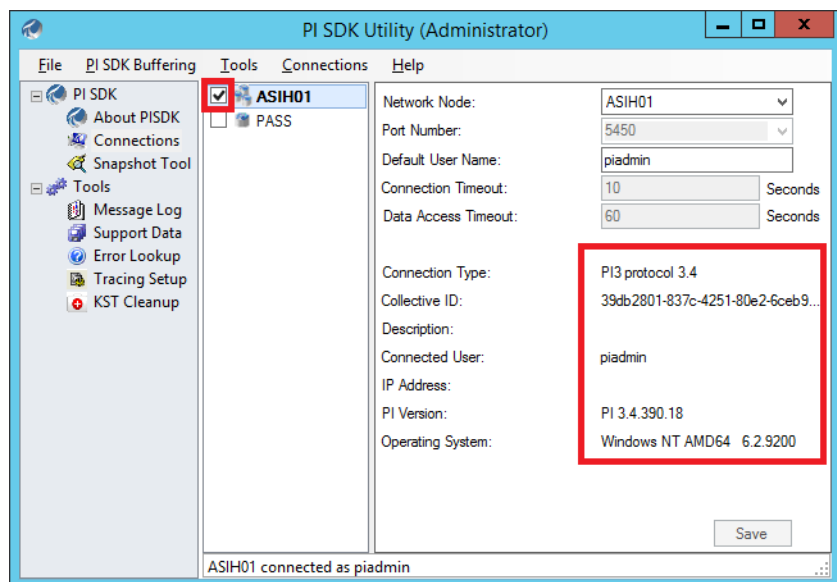 PI SDK Utility (Administrator)
File PI SDK Buffering Tools Connections Help
PI SDK
About PISDK
Connections
Snapshot Tool
Tools
Message Log
Support Data
Error Lookup
Tracing Setup
KST Cleanup
ASIH01
PASS
Network Node: ASIH01
Port Number: 5450
Default User Name: piadmin
Connection Timeout: 10 Seconds
Data Access Timeout: 60 Seconds
Connection Type: PI3 protocol 3.4
Collective ID: 39db2801-837c-4251-80e2-6ceb9...
Description:
Connected User: piadmin
IP Address:
PI Version: PI 3.4.390.18
Operating System: Windows NT AMD64 6.2.9200
Save
ASIH01 connected as piadmin